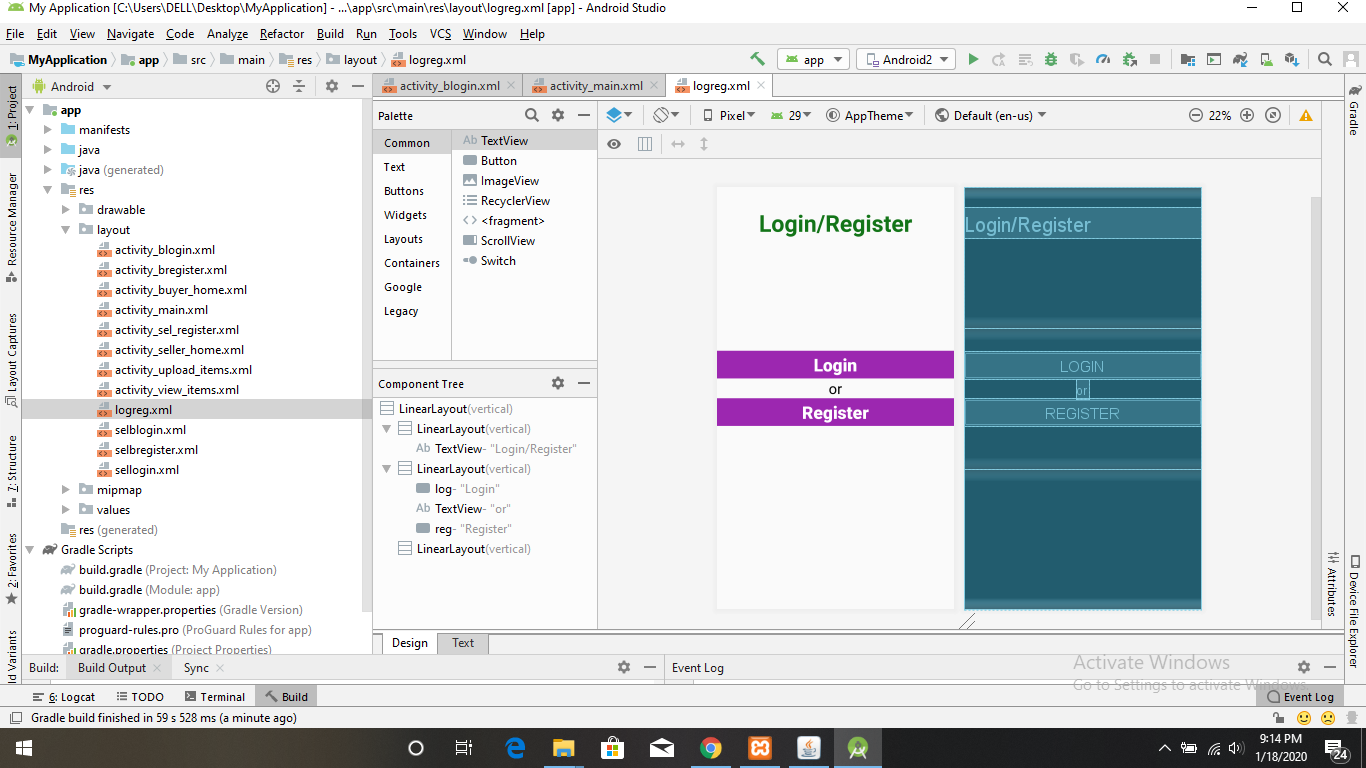 My Application [C:\Users\DELL\Desktop\MyApplication] - ...\app\src\main\res\layout\logreg.xml [app] - Android Studio
File Edit View Navigate Code Analyze Refactor Build Run Tools VCS Window Help
MyApplication app src main res layout logreg.xml
app Android2
Android
activity_blogin.xml activity_main.xml logreg.xml
1: Project
Resource Manager
Layout Captures
7: Structure
2: Favorites
ld Variants
app
manifests
java
java (generated)
res
drawable
layout
activity_blogin.xml
activity_bregister.xml
activity_buyer_home.xml
activity_main.xml
activity_sel_register.xml
activity_seller_home.xml
activity_upload_items.xml
activity_view_items.xml
logreg.xml
selblogin.xml
selbregister.xml
sellogin.xml
mipmap
values
res (generated)
Gradle Scripts
build.gradle (Project: My Application)
build.gradle (Module: app)
gradle-wrapper.properties (Gradle Version)
proguard-rules.pro (ProGuard Rules for app)
gradle.properties (Project Properties)
Palette
Common
Text
Buttons
Widgets
Layouts
Containers
Google
Legacy
Ab TextView
Button
ImageView
RecyclerView
<fragment>
ScrollView
Switch
Component Tree
LinearLayout(vertical)
LinearLayout(vertical)
Ab TextView- "Login/Register"
LinearLayout(vertical)
log- "Login"
Ab TextView- "or"
reg- "Register"
LinearLayout(vertical)
Pixel 29 AppTheme Default (en-us) 22%
Login/Register
Login
or
Register
Login/Register
LOGIN
or
REGISTER
Gradle
Attributes
Device File Explorer
Design Text
Build: Build Output Sync
Event Log
Activate Windows
Go to Settings to activate Windows.
6: Logcat TODO Terminal Build
Event Log
Gradle build finished in 59 s 528 ms (a minute ago)
9:14 PM
1/18/2020
24